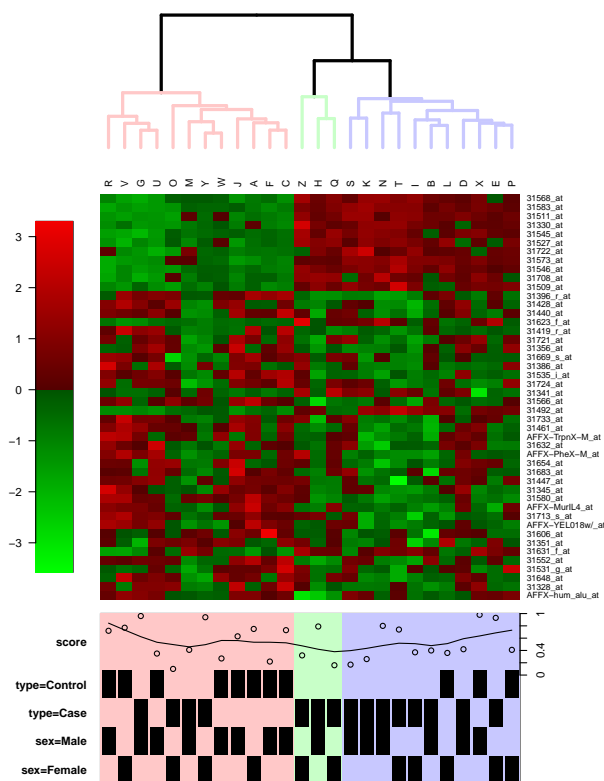 R V G U O M Y W J A F C Z H Q S K N T I B L D X E P
31568_at
31583_at
31511_at
31330_at
31545_at
31527_at
31722_at
31573_at
31546_at
31708_at
31509_at
31396_r_at
31428_at
31440_at
31623_f_at
31419_r_at
31721_at
31356_at
31669_s_at
31386_at
31535_i_at
31724_at
31341_at
31566_at
31492_at
31733_at
31461_at
AFFX-TrpnX-M_at
31632_at
AFFX-PheX-M_at
31654_at
31683_at
31447_at
31345_at
31580_at
AFFX-MurIL4_at
31713_s_at
AFFX-YEL018w/_at
31606_at
31351_at
31631_f_at
31552_at
31531_g_at
31648_at
31328_at
AFFX-hum_alu_at
3
2
1
0
−1
−2
−3
score
0
0.4
1
type=Control
type=Case
sex=Male
sex=Female